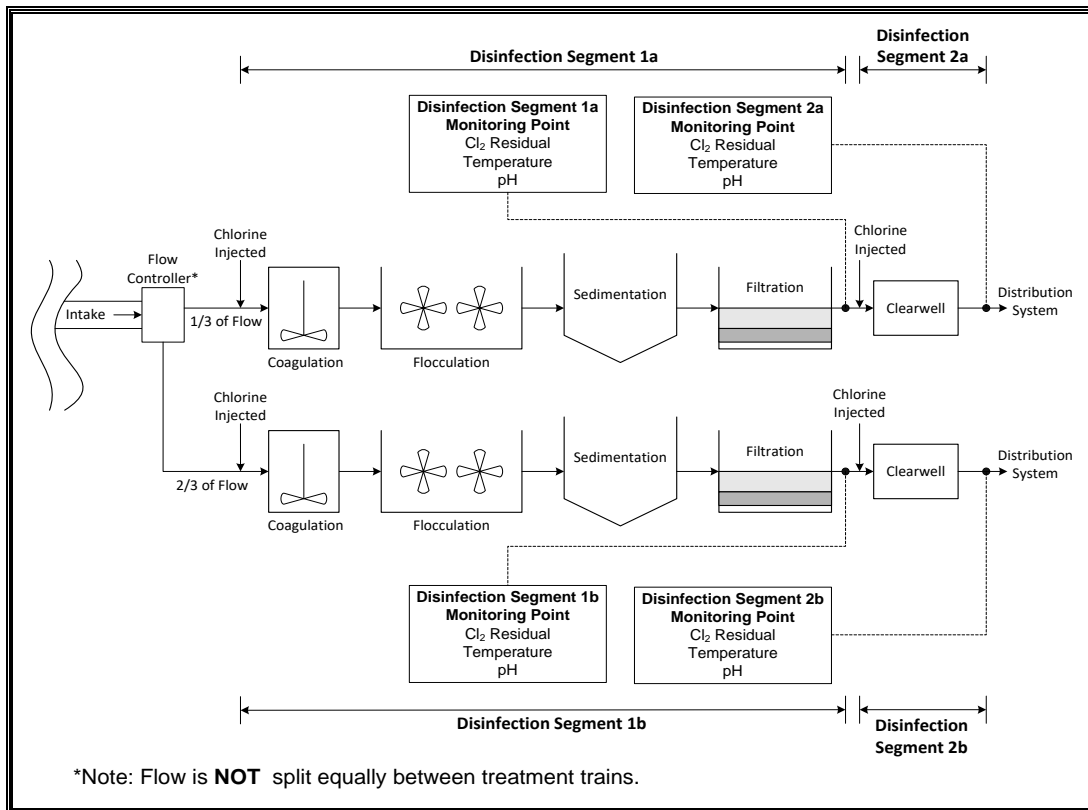 Disinfection Segment 1a
Disinfection
Segment 2a
Disinfection Segment 1a
Monitoring Point
Cl₂ Residual
Temperature
pH
Disinfection Segment 2a
Monitoring Point
Cl₂ Residual
Temperature
pH
Intake
Flow
Controller*
Chlorine
Injected
1/3 of Flow
Coagulation
Flocculation
Sedimentation
Filtration
Chlorine
Injected
Clearwell
Distribution
System
Chlorine
Injected
2/3 of Flow
Coagulation
Flocculation
Sedimentation
Filtration
Chlorine
Injected
Clearwell
Distribution
System
Disinfection Segment 1b
Monitoring Point
Cl₂ Residual
Temperature
pH
Disinfection Segment 2b
Monitoring Point
Cl₂ Residual
Temperature
pH
Disinfection Segment 1b
Disinfection
Segment 2b
*Note: Flow is NOT split equally between treatment trains.